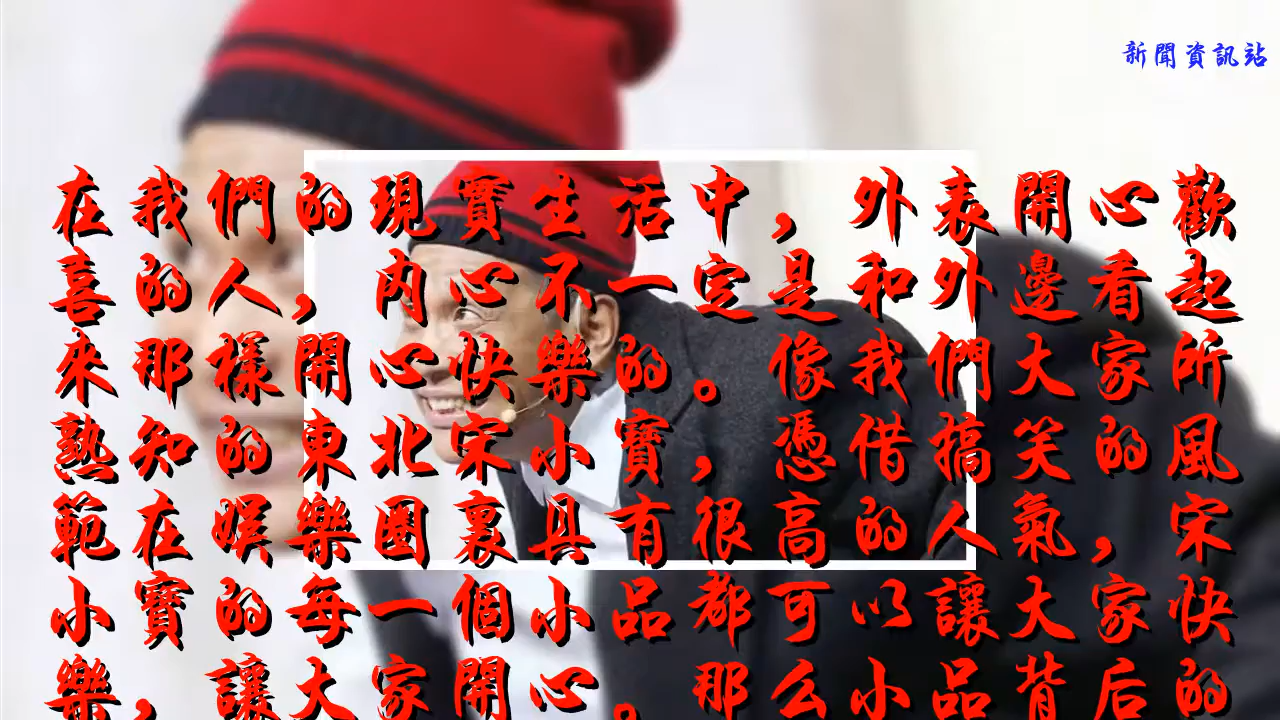 新聞資訊站
在我們的現實生活中，外表開心歡
喜的人，内心不一定是和外邊看起
來那樣開心快樂的。像我們大家所
熟知的東北宋小寶，憑借搞笑的風
範在娱樂圈裏具有很高的人氣，宋
小寶的每一個小品都可以讓大家快
樂，讓大家開心。那么小品背后的